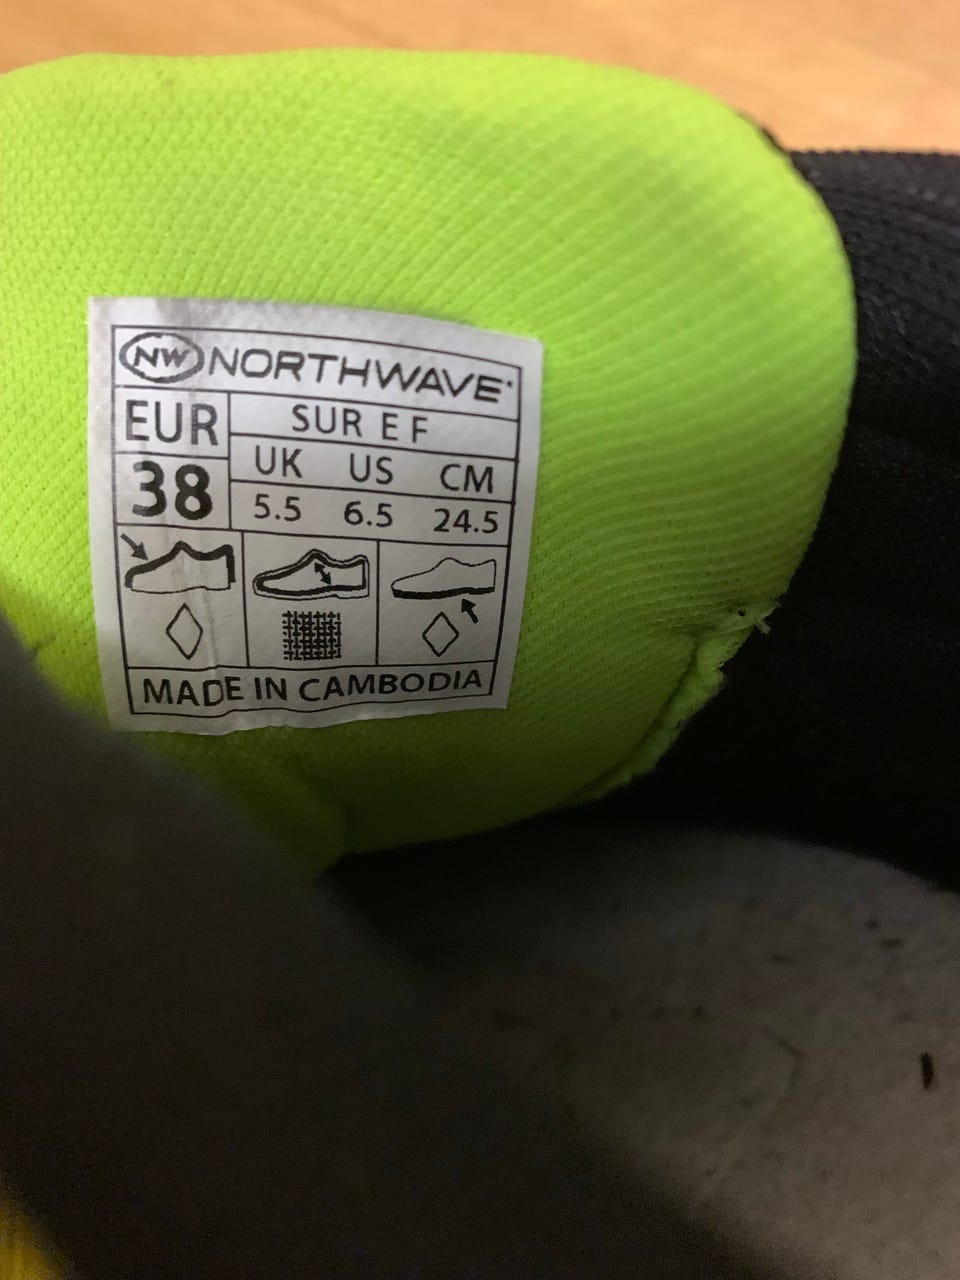 NW NORTHWAVE
EUR
38
SUR E F
UK US CM
5.5 6.5 24.5
MADE IN CAMBODIA